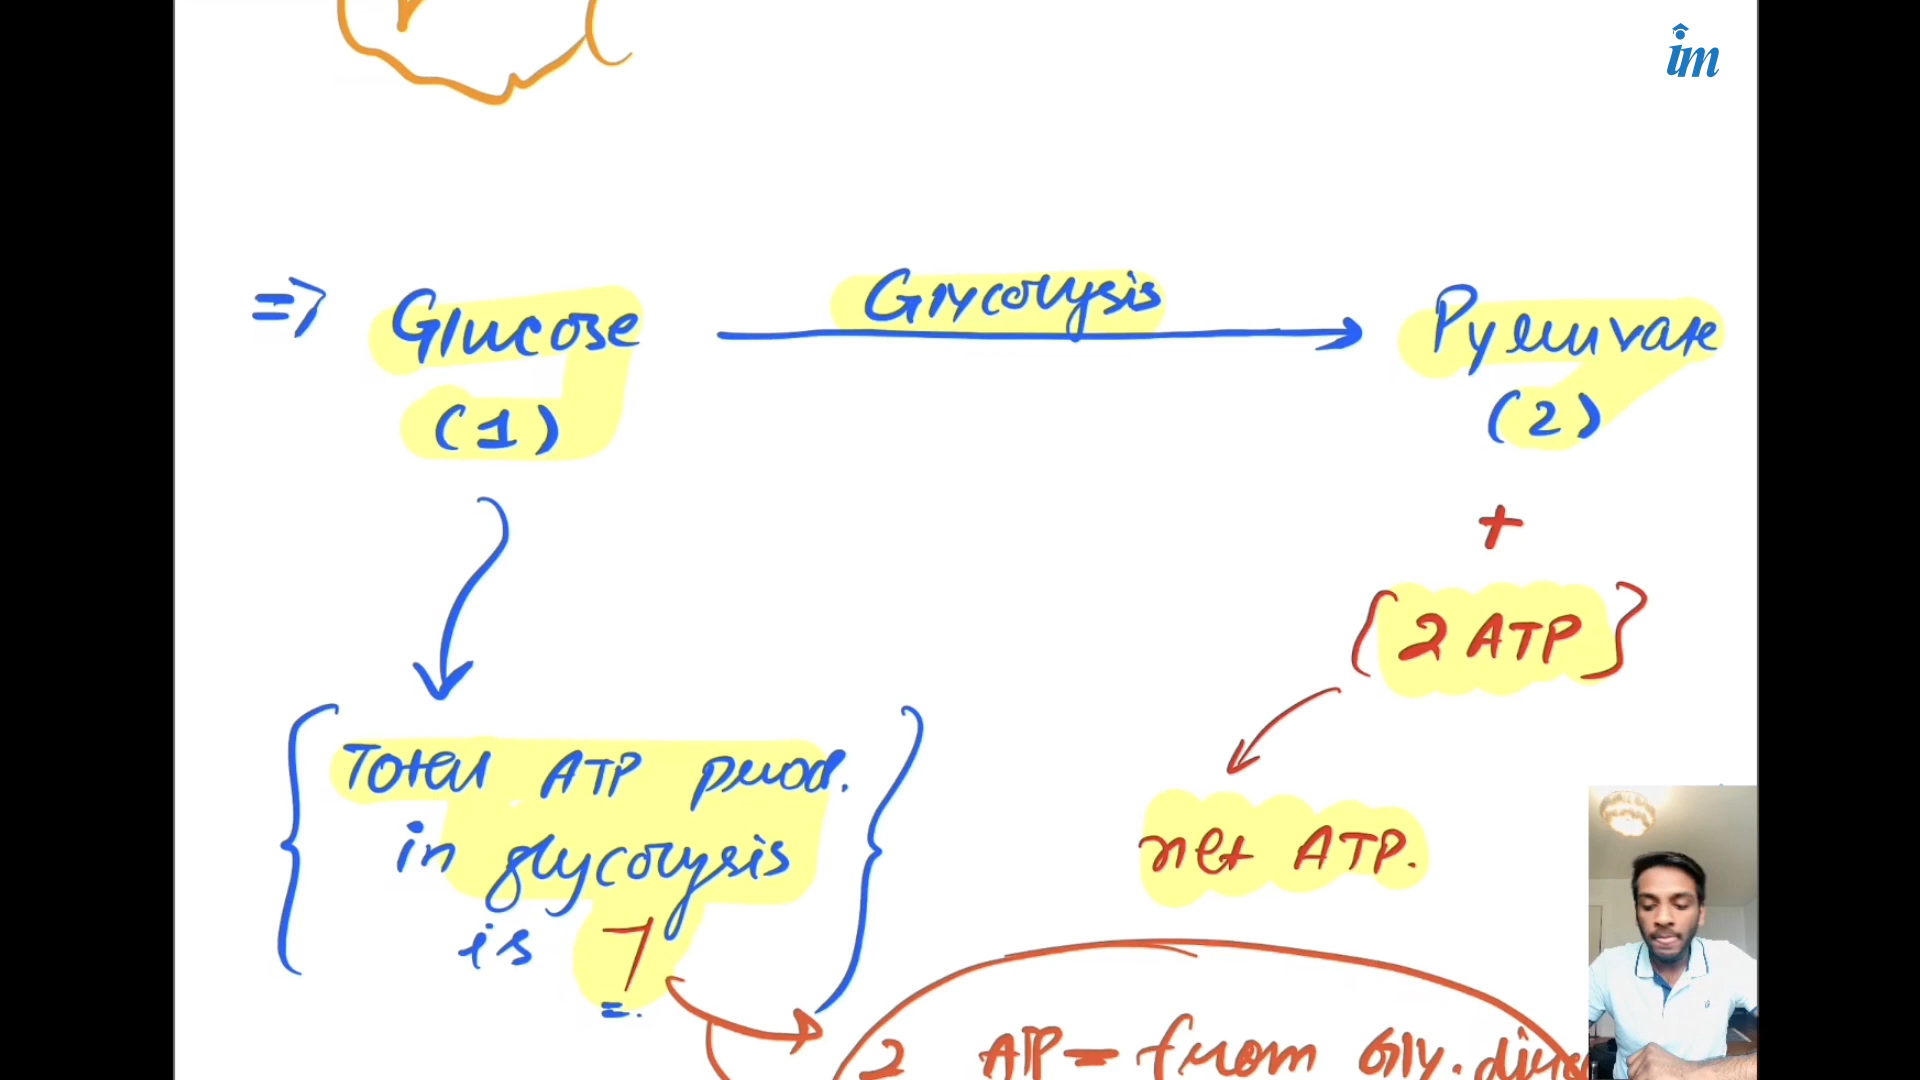 im
Glycolysis
=> Glucose Pyruvate
(1) (2)
+
{2 ATP}
Total ATP prod.
in glycolysis
is 7
net ATP.
2 ATP = from Gly.